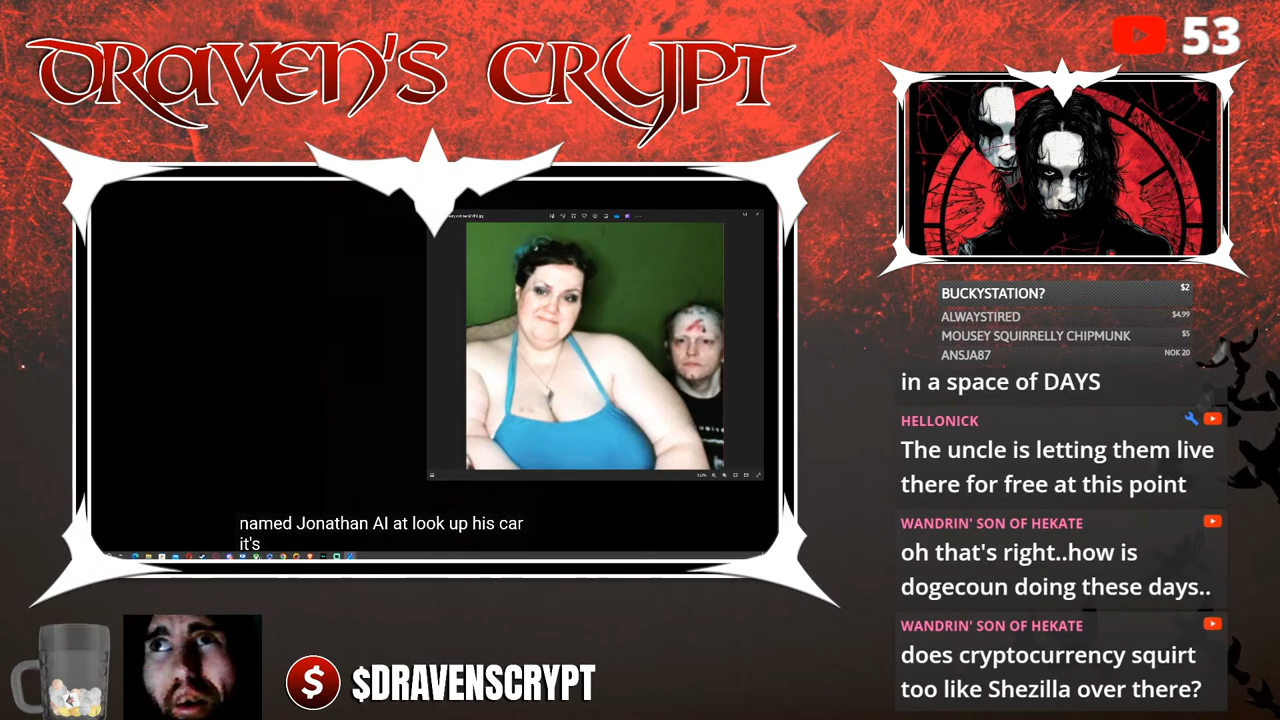 DRAVEN'S CRYPT
53
BUCKYSTATION? $2
ALWAYSTIRED $4.99
MOUSEY SQUIRRELLY CHIPMUNK $5
ANSJA87 NOK 20
in a space of DAYS
HELLONICK
The uncle is letting them live
there for free at this point
WANDRIN' SON OF HEKATE
oh that's right..how is
dogecoun doing these days..
WANDRIN' SON OF HEKATE
does cryptocurrency squirt
too like Shezilla over there?
named Jonathan AI at look up his car
it's
$DRAVENSCRYPT